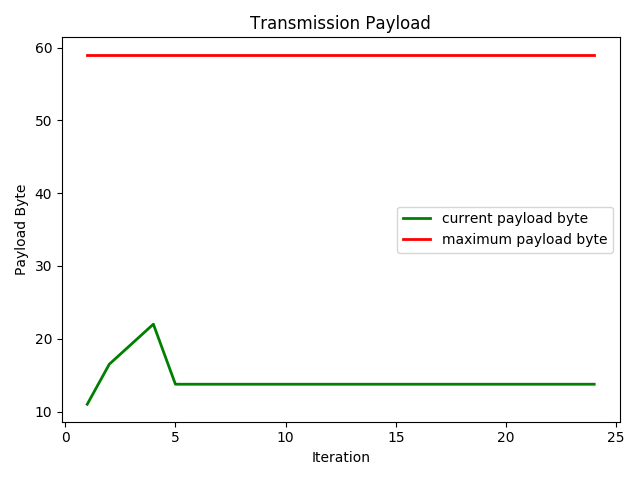 Transmission Payload
60
50
40
30
20
10
Payload Byte
current payload byte
maximum payload byte
0
5
10
15
20
25
Iteration